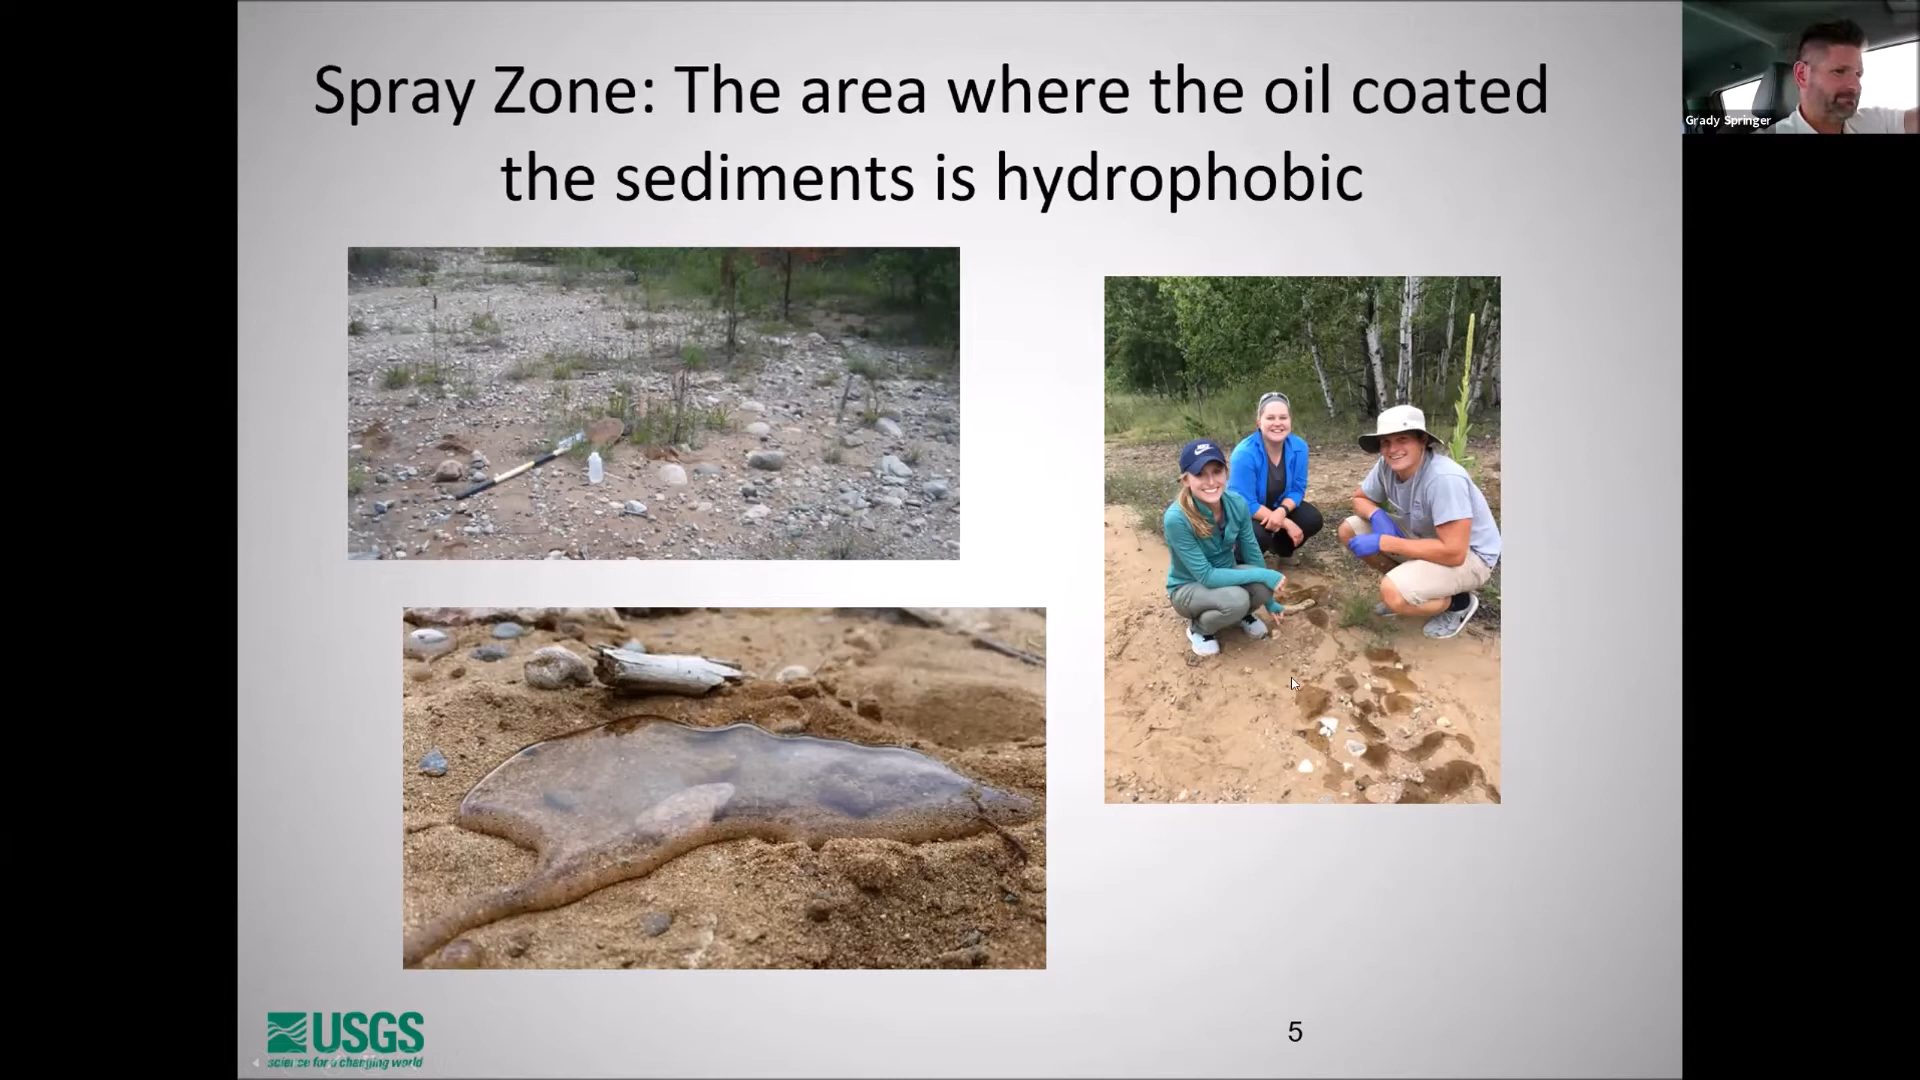 Spray Zone: The area where the oil coated
the sediments is hydrophobic
Grady Springer
USGS
science for a changing world
5